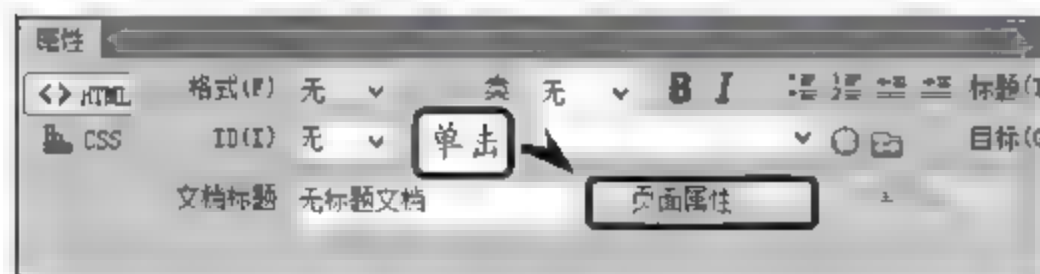 属性
<> HTML 格式(F) 无 类 无 B I 标题(T
CSS ID(I) 无 单击 目标(G
文档标题 无标题文档 页面属性